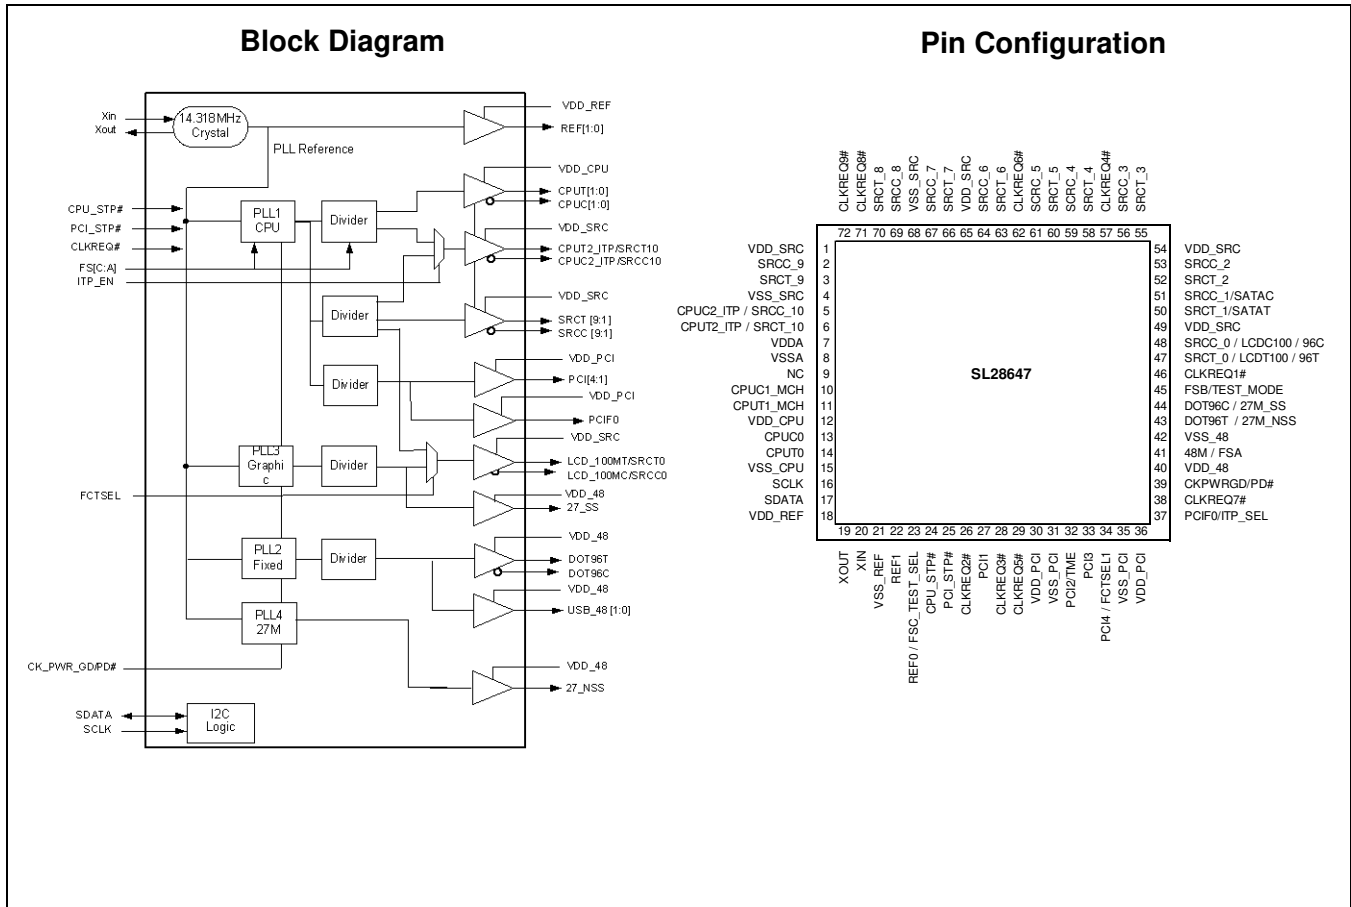 Block Diagram
Pin Configuration
Xin
Xout
14.318MHz
Crystal
PLL Reference
VDD_REF
REF[1:0]
CPU_STP#
PCI_STP#
CLKREQ#
FS[C:A]
ITP_EN
PLL1
CPU
Divider
VDD_CPU
CPUT[1:0]
CPUC[1:0]
VDD_SRC
CPUT2_ITP/SRCT10
CPUC2_ITP/SRCC10
Divider
VDD_SRC
SRCT [9:1]
SRCC [9:1]
Divider
VDD_PCI
PCI[4:1]
VDD_PCI
PCIF0
PLL3
Graphi
c
Divider
VDD_SRC
LCD_100MT/SRCT0
LCD_100MC/SRCC0
FCTSEL
VDD_48
27_SS
PLL2
Fixed
Divider
VDD_48
DOT96T
DOT96C
VDD_48
USB_48 [1:0]
PLL4
27M
CK_PWR_GD/PD#
VDD_48
27_NSS
SDATA
SCLK
I2C
Logic
CLKREQ9#
CLKREQ8#
SRCT_8
SRCC_8
VSS_SRC
SRCC_7
SRCT_7
VDD_SRC
SRCC_6
SRCT_6
CLKREQ6#
SCRC_5
SRCT_5
SCRC_4
SRCT_4
CLKREQ4#
SRCC_3
SRCT_3
72 71 70 69 68 67 66 65 64 63 62 61 60 59 58 57 56 55
VDD_SRC 1
SRCC_9 2
SRCT_9 3
VSS_SRC 4
CPUC2_ITP / SRCC_10 5
CPUT2_ITP / SRCT_10 6
VDDA 7
VSSA 8
NC 9
CPUC1_MCH 10
CPUT1_MCH 11
VDD_CPU 12
CPUC0 13
CPUT0 14
VSS_CPU 15
SCLK 16
SDATA 17
VDD_REF 18
SL28647
54 VDD_SRC
53 SRCC_2
52 SRCT_2
51 SRCC_1/SATAC
50 SRCT_1/SATAT
49 VDD_SRC
48 SRCC_0 / LCDC100 / 96C
47 SRCT_0 / LCDT100 / 96T
46 CLKREQ1#
45 FSB/TEST_MODE
44 DOT96C / 27M_SS
43 DOT96T / 27M_NSS
42 VSS_48
41 48M / FSA
40 VDD_48
39 CKPWRGD/PD#
38 CLKREQ7#
37 PCIF0/ITP_SEL
19 20 21 22 23 24 25 26 27 28 29 30 31 32 33 34 35 36
XOUT
XIN
VSS_REF
REF1
REF0 / FSC_TEST_SEL
CPU_STP#
PCI_STP#
CLKREQ2#
PCI1
CLKREQ3#
CLKREQ5#
VDD_PCI
VSS_PCI
PCI2/TME
PCI3
PCI4 / FCTSEL1
VSS_PCI
VDD_PCI